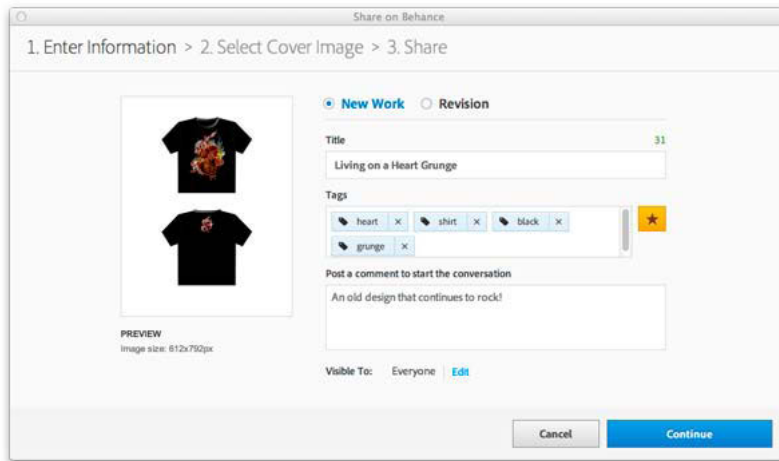 Share on Behance
1. Enter Information > 2. Select Cover Image > 3. Share
New Work Revision
Title 31
Living on a Heart Grunge
Tags
heart × shirt × black ×
grunge ×
Post a comment to start the conversation
An old design that continues to rock!
PREVIEW
Image size: 612x792px
Visible To: Everyone Edit
Cancel Continue